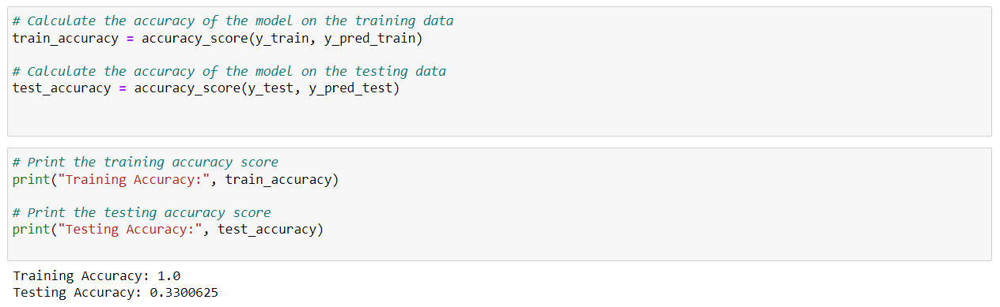 # Calculate the accuracy of the model on the training data
train_accuracy = accuracy_score(y_train, y_pred_train)
# Calculate the accuracy of the model on the testing data
test_accuracy = accuracy_score(y_test, y_pred_test)
# Print the training accuracy score
print("Training Accuracy:", train_accuracy)
# Print the testing accuracy score
print("Testing Accuracy:", test_accuracy)
Training Accuracy: 1.0
Testing Accuracy: 0.3300625